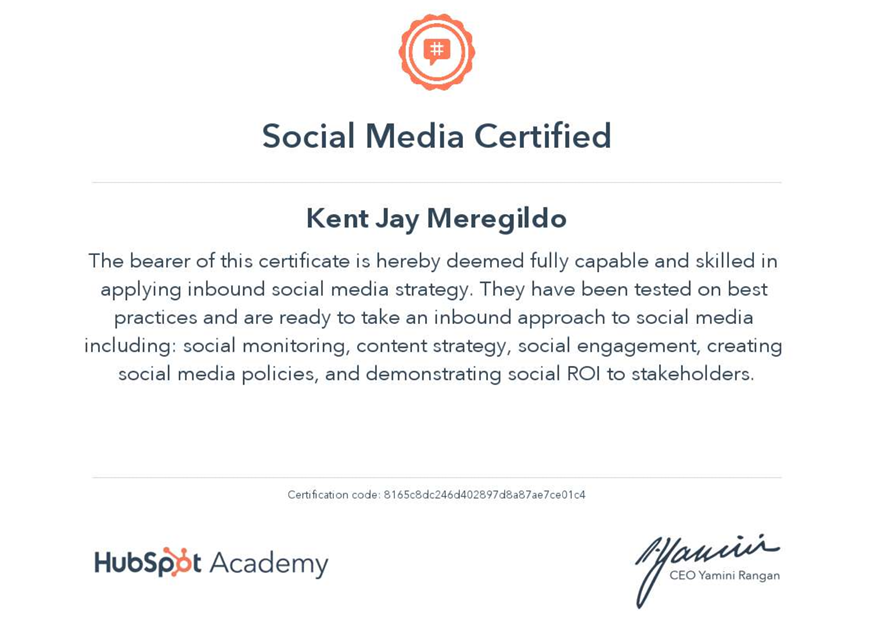 #
Social Media Certified
Kent Jay Meregildo
The bearer of this certificate is hereby deemed fully capable and skilled in
applying inbound social media strategy. They have been tested on best
practices and are ready to take an inbound approach to social media
including: social monitoring, content strategy, social engagement, creating
social media policies, and demonstrating social ROI to stakeholders.
Certification code: 8165c8dc246d402897d8a87ae7ce01c4
HubSpot Academy
CEO Yamini Rangan